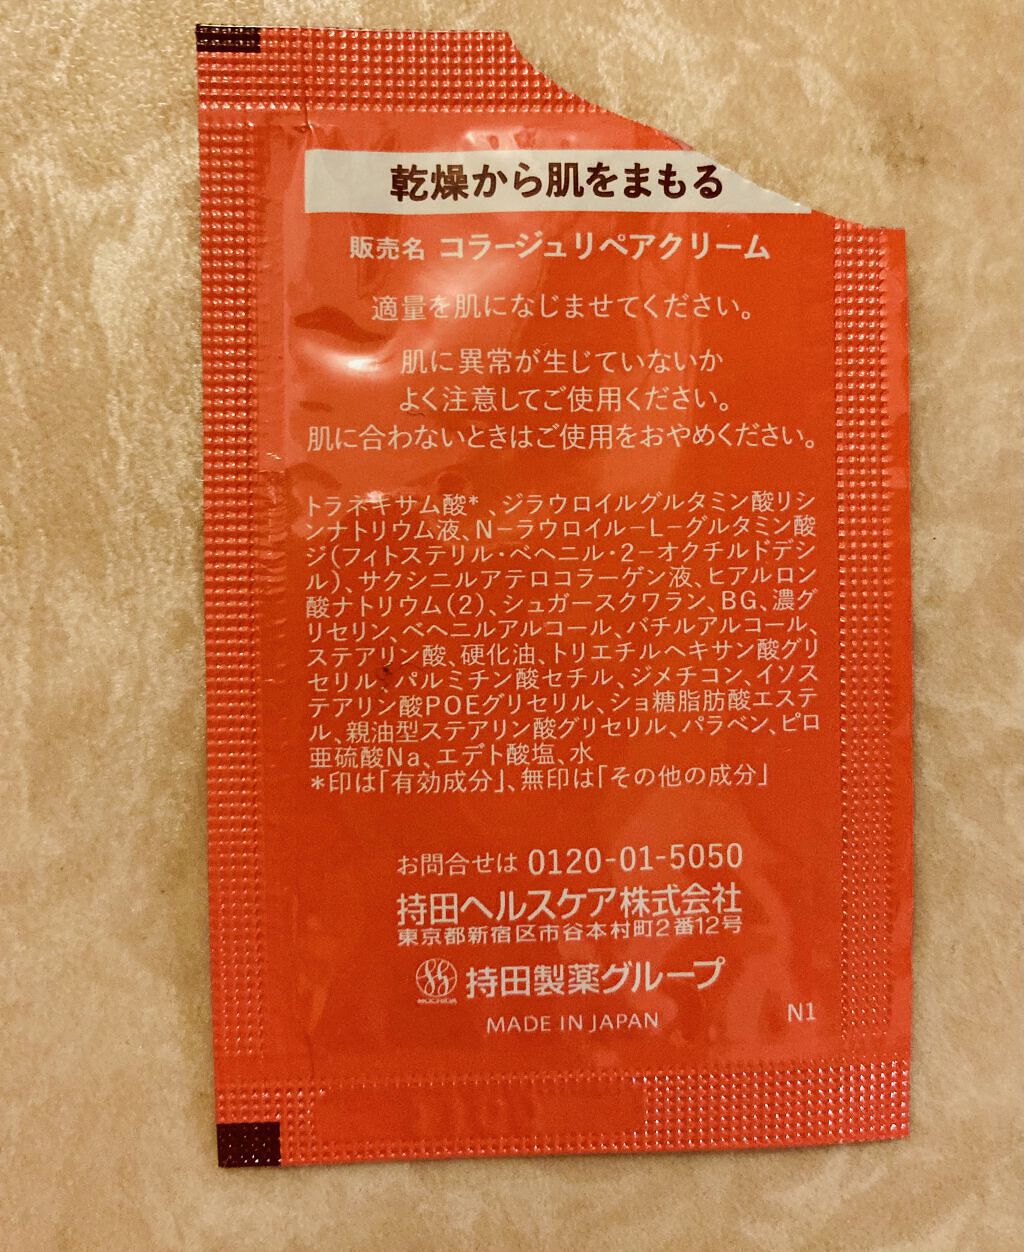 乾燥から肌をまもる
販売名 コラージュリペアクリーム
適量を肌になじませてください。
肌に異常が生じていないか
よく注意してご使用ください。
肌に合わないときはご使用をおやめください。
トラネキサム酸*、ジラウロイルグルタミン酸リシ
ンナトリウム液、N－ラウロイル－L－グルタミン酸
ジ(フィトステリル・ベヘニル・2－オクチルドデシ
ル)、サクシニルアテロコラーゲン液、ヒアルロン
酸ナトリウム(2)、シュガースクワラン、BG、濃グ
リセリン、ベヘニルアルコール、バチルアルコール、
ステアリン酸、硬化油、トリエチルヘキサン酸グリ
セリル、パルミチン酸セチル、ジメチコン、イソス
テアリン酸POEグリセリル、ショ糖脂肪酸エステ
ル、親油型ステアリン酸グリセリル、パラベン、ピロ
亜硫酸Na、エデト酸塩、水
*印は「有効成分」、無印は「その他の成分」
お問合せは 0120-01-5050
持田ヘルスケア株式会社
東京都新宿区市谷本村町2番12号
MOCHIDA 持田製薬グループ
MADE IN JAPAN
N1